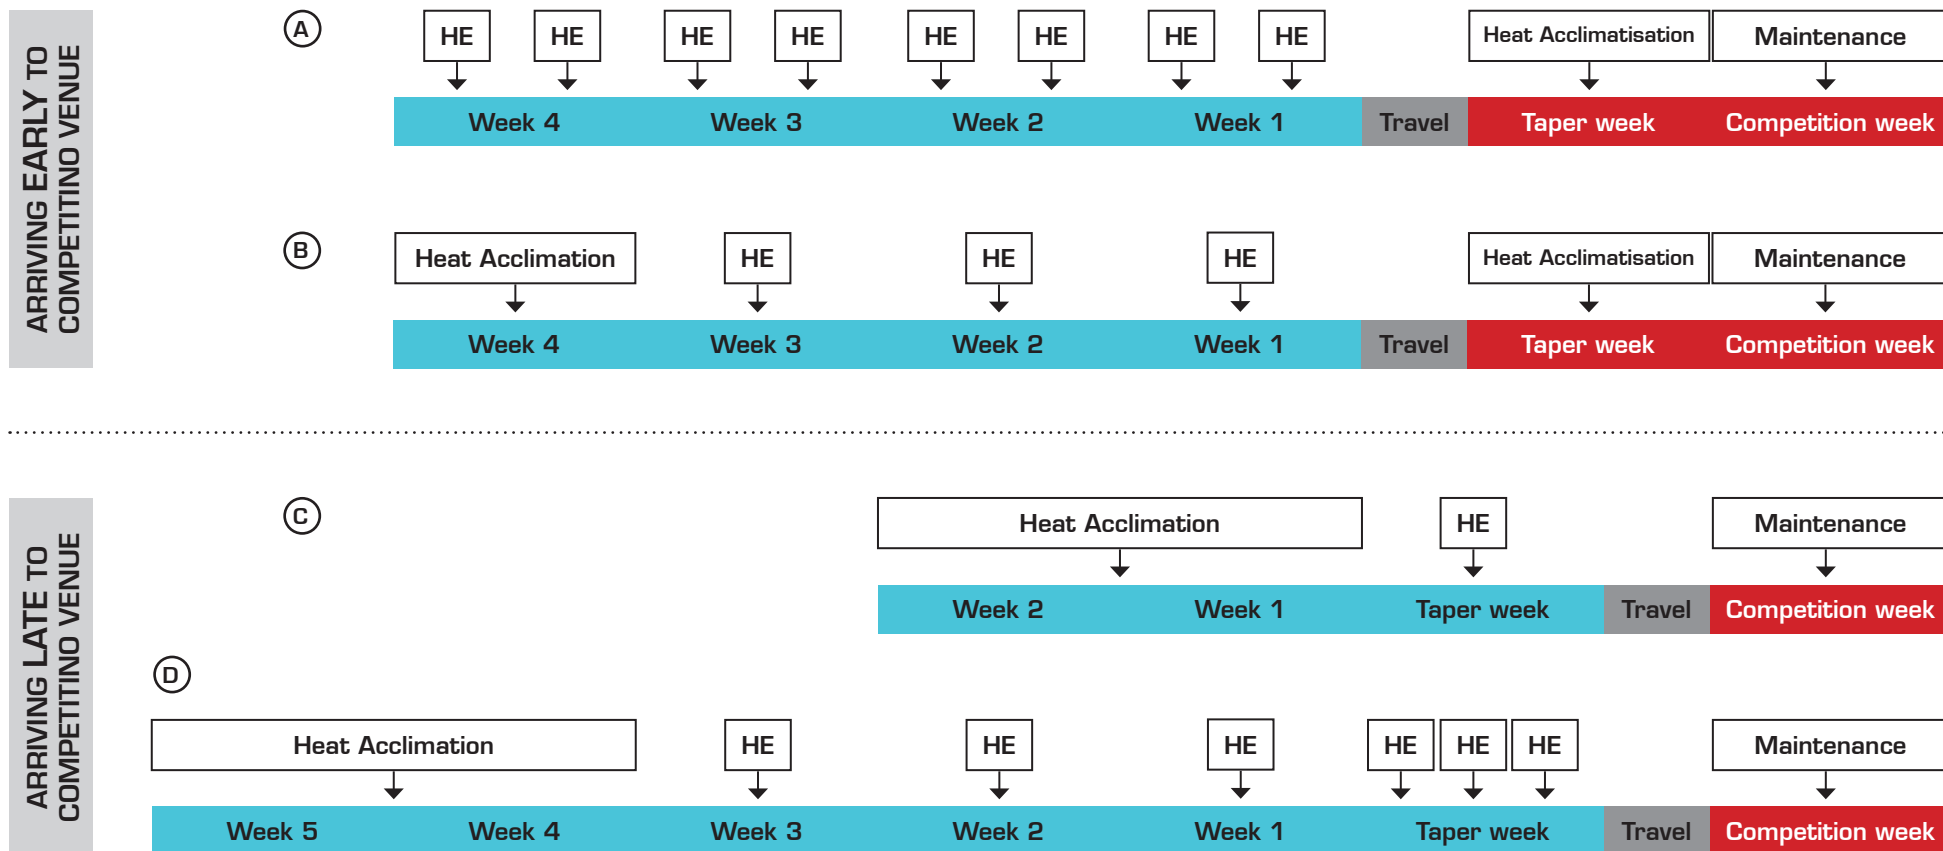 ARRIVING EARLY TO
COMPETITINO VENUE
A
HE HE HE HE HE HE HE HE Heat Acclimatisation Maintenance
Week 4 Week 3 Week 2 Week 1 Travel Taper week Competition week
B
Heat Acclimation HE HE HE Heat Acclimatisation Maintenance
Week 4 Week 3 Week 2 Week 1 Travel Taper week Competition week
ARRIVING LATE TO
COMPETITINO VENUE
C
Heat Acclimation HE Maintenance
Week 2 Week 1 Taper week Travel Competition week
D
Heat Acclimation HE HE HE HE HE HE Maintenance
Week 5 Week 4 Week 3 Week 2 Week 1 Taper week Travel Competition week